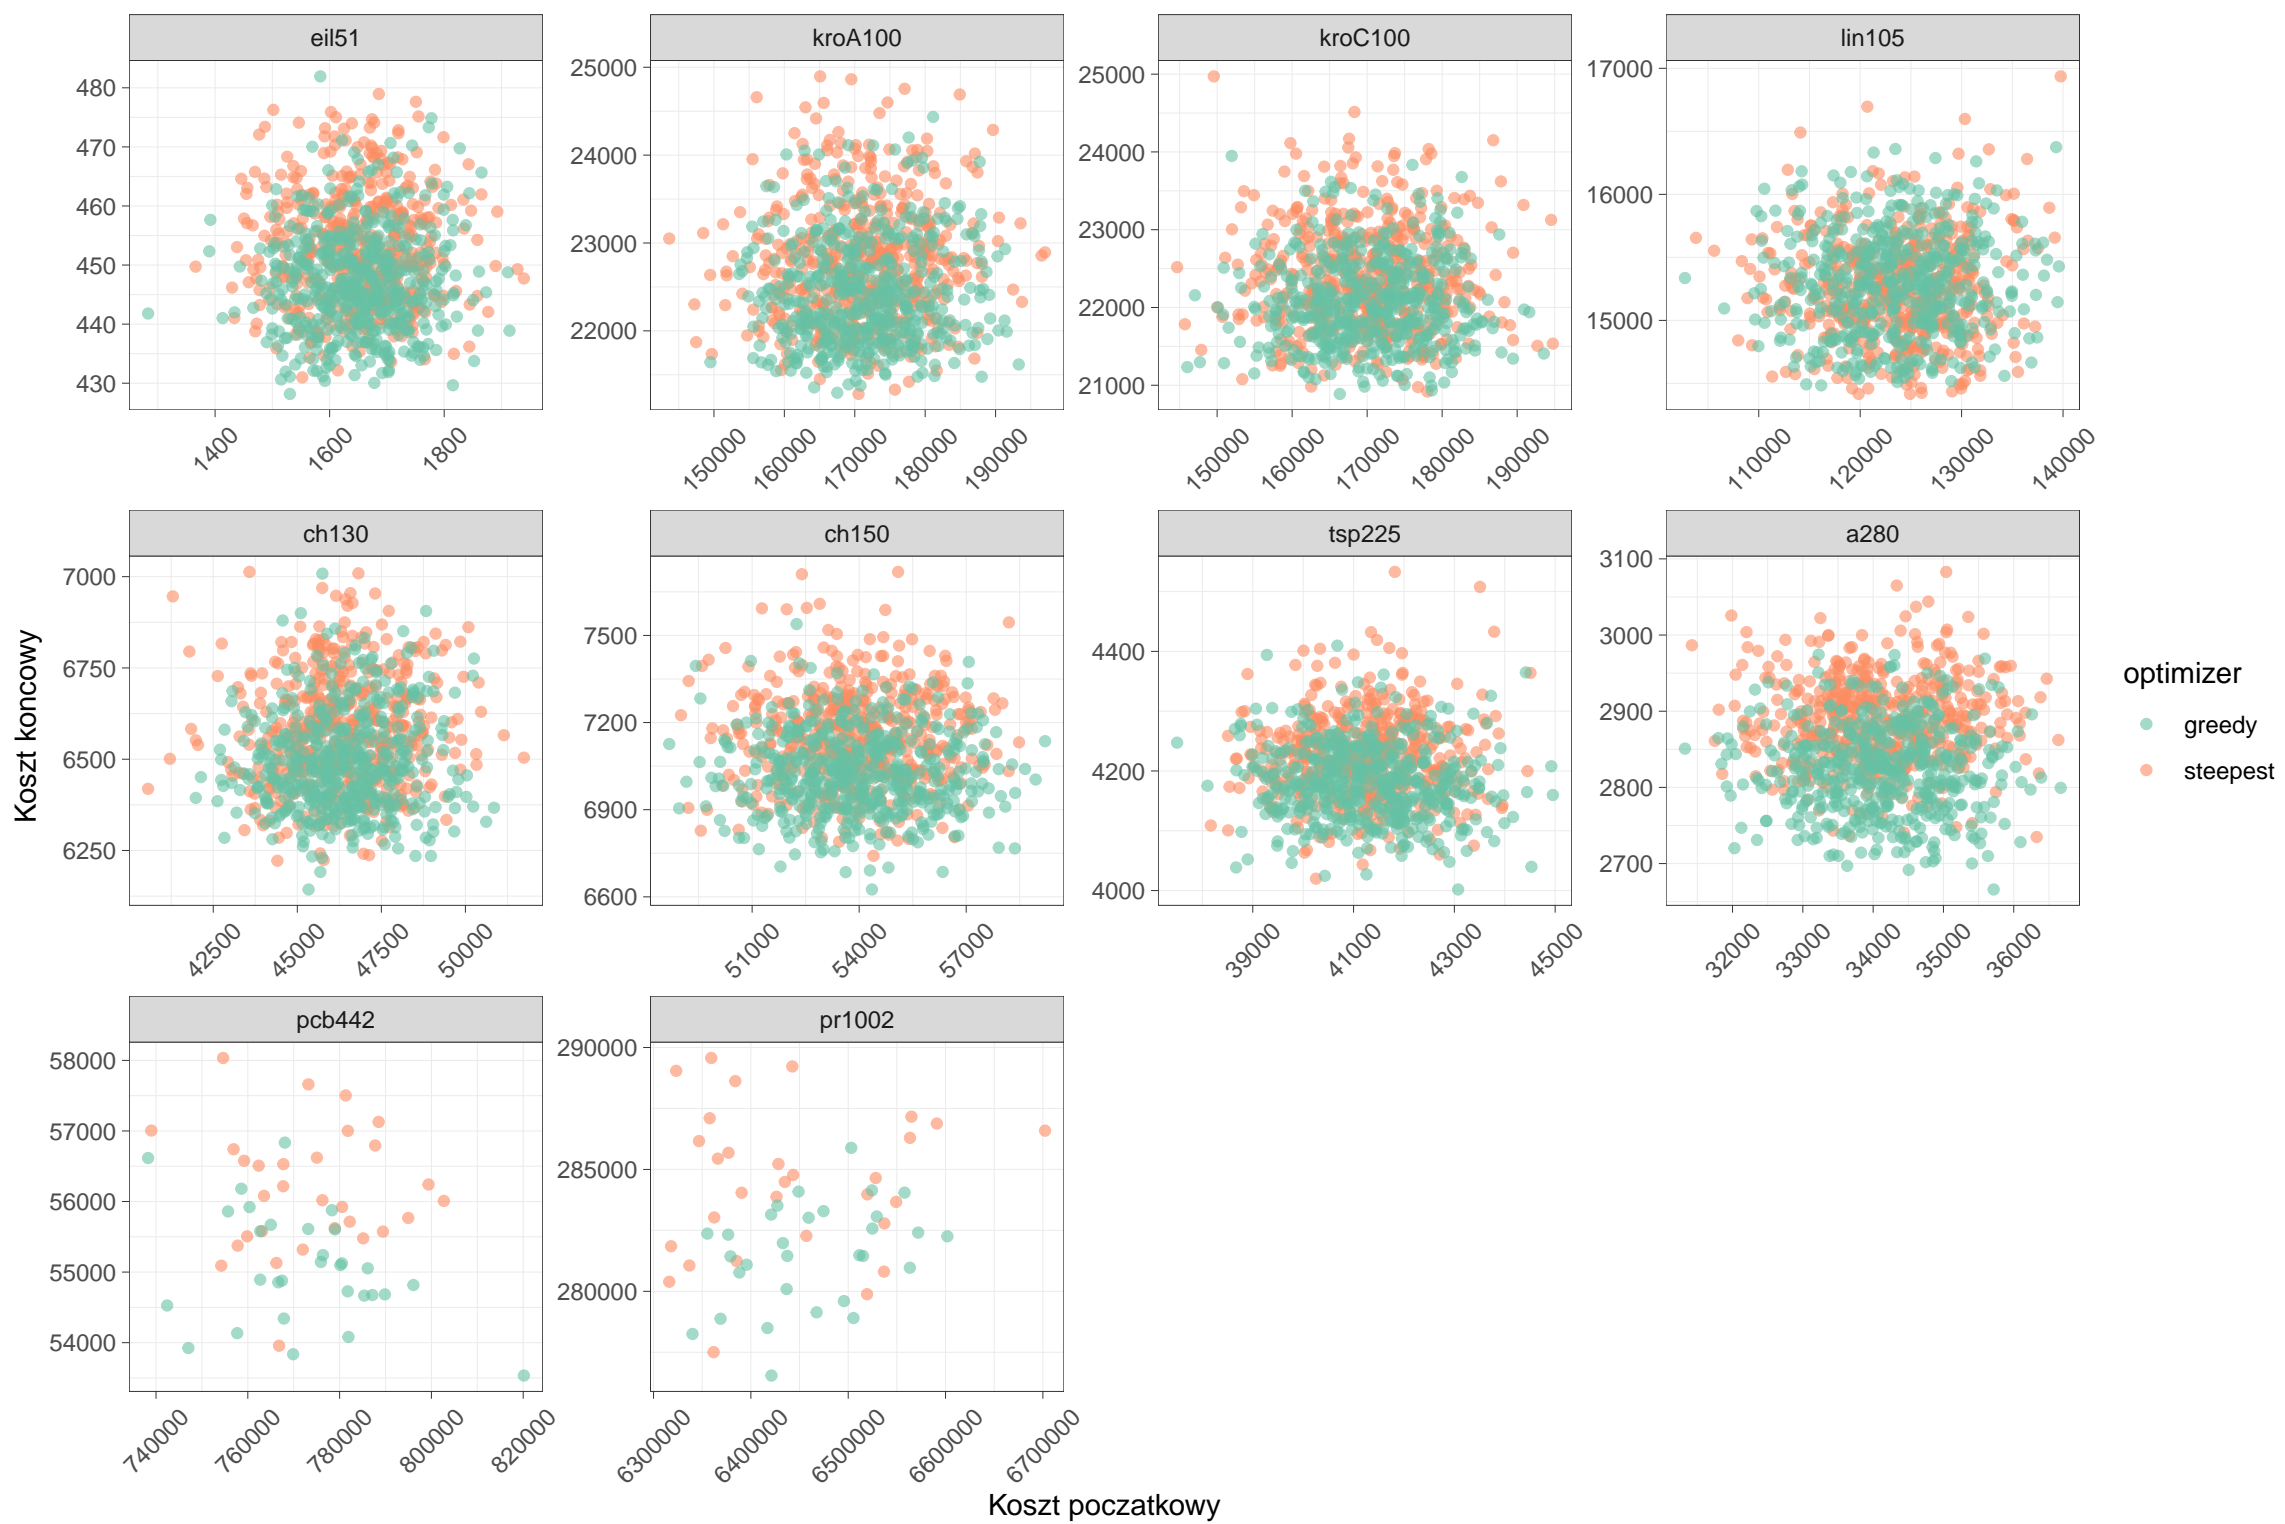 eil51 kroA100 kroC100 lin105
480
470
460
450
440
430
25000
24000
23000
22000
25000
24000
23000
22000
21000
17000
16000
15000
1400 1600 1800
150000 160000 170000 180000 190000
150000 160000 170000 180000 190000
110000 120000 130000 140000
ch130 ch150 tsp225 a280
7000
6750
6500
6250
7500
7200
6900
6600
4400
4200
4000
3100
3000
2900
2800
2700
42500 45000 47500 50000
51000 54000 57000
39000 41000 43000 45000
32000 33000 34000 35000 36000
pcb442 pr1002
58000
57000
56000
55000
54000
290000
285000
280000
740000 760000 780000 800000 820000
6300000 6400000 6500000 6600000 6700000
Koszt poczatkowy
Koszt koncowy
optimizer
greedy
steepest